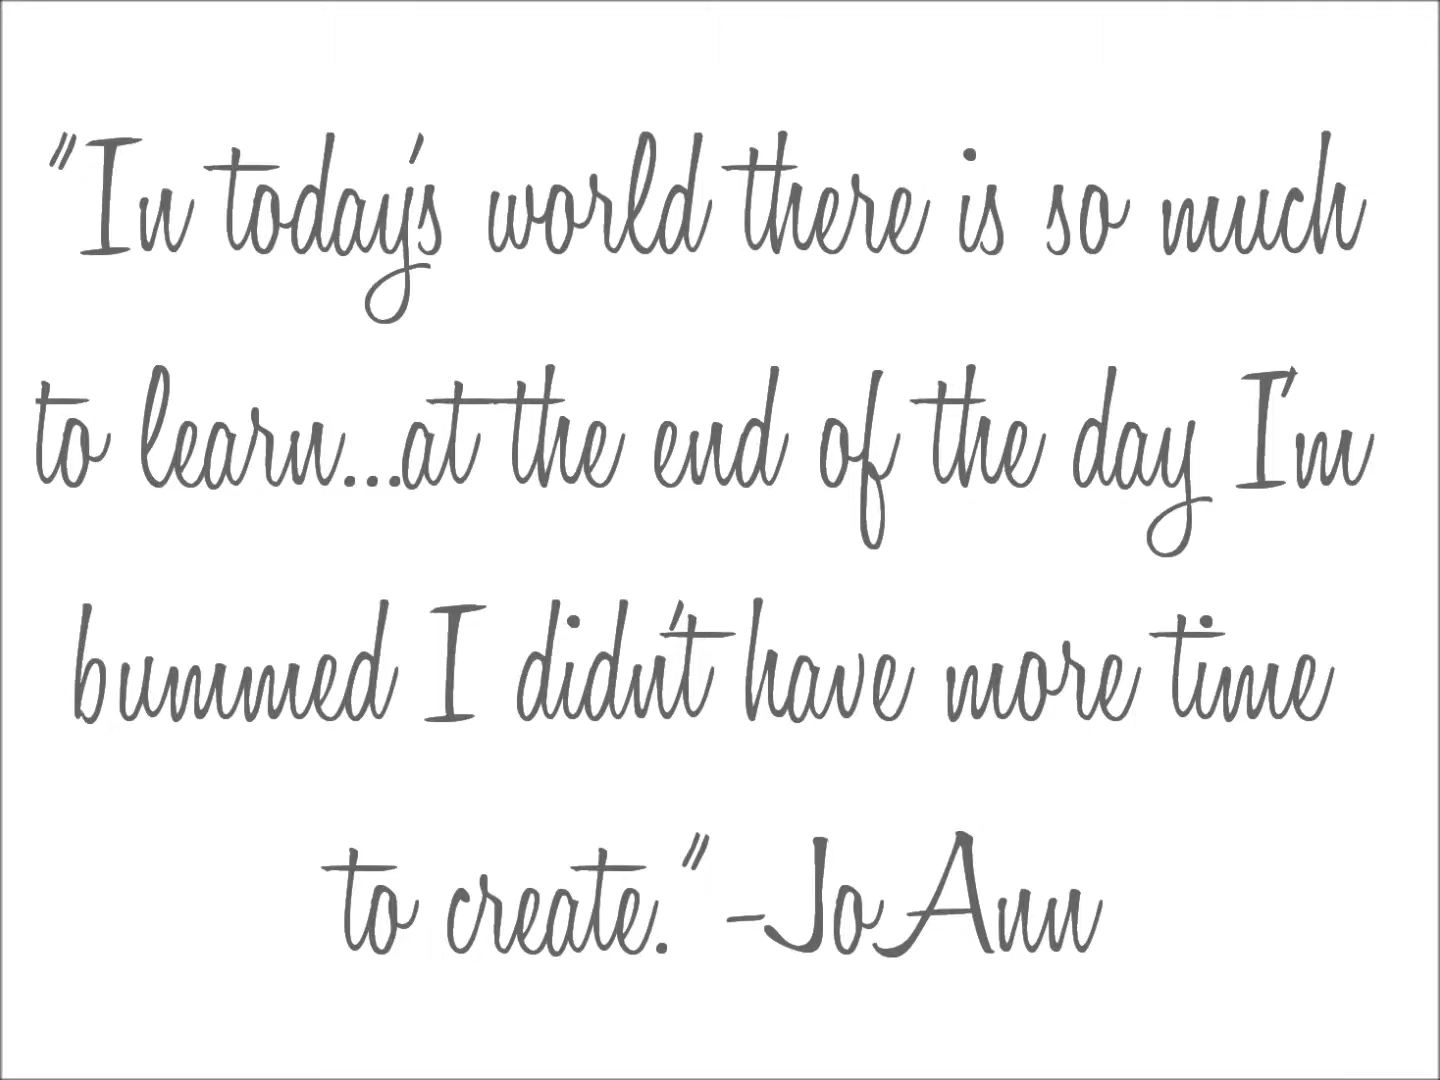 "In today's world there is so much
to learn...at the end of the day I'm
bummed I didn't have more time
to create." -JoAnn